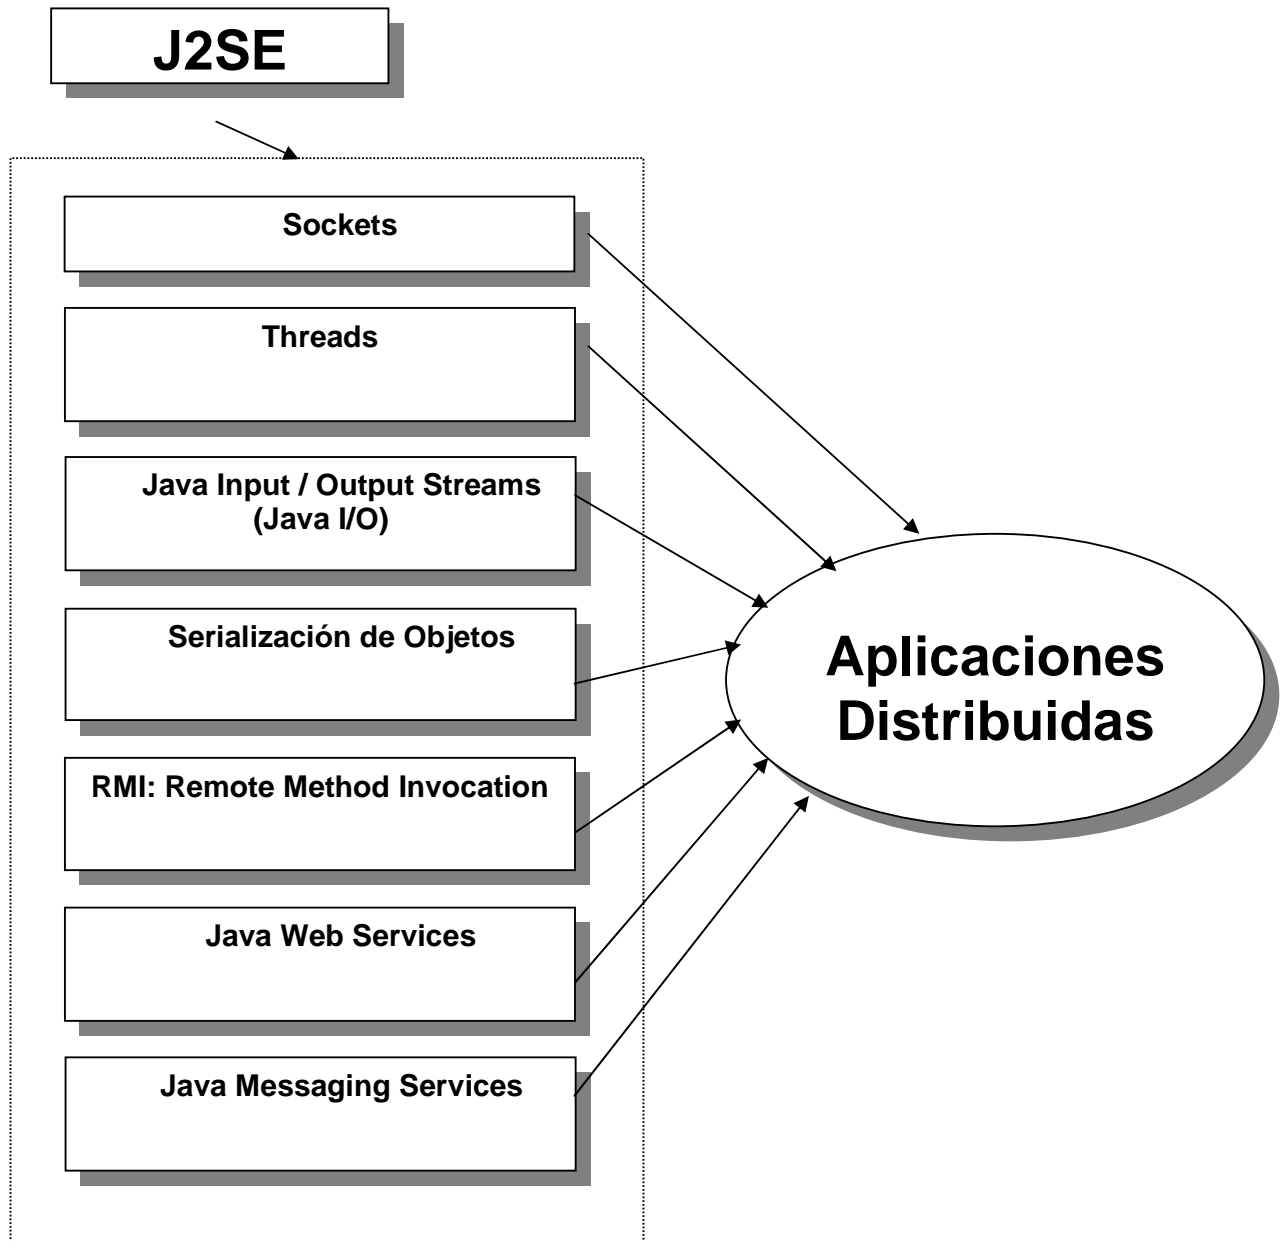 J2SE
Sockets
Threads
Java Input / Output Streams
(Java I/O)
Serialización de Objetos
RMI: Remote Method Invocation
Java Web Services
Java Messaging Services
Aplicaciones
Distribuidas